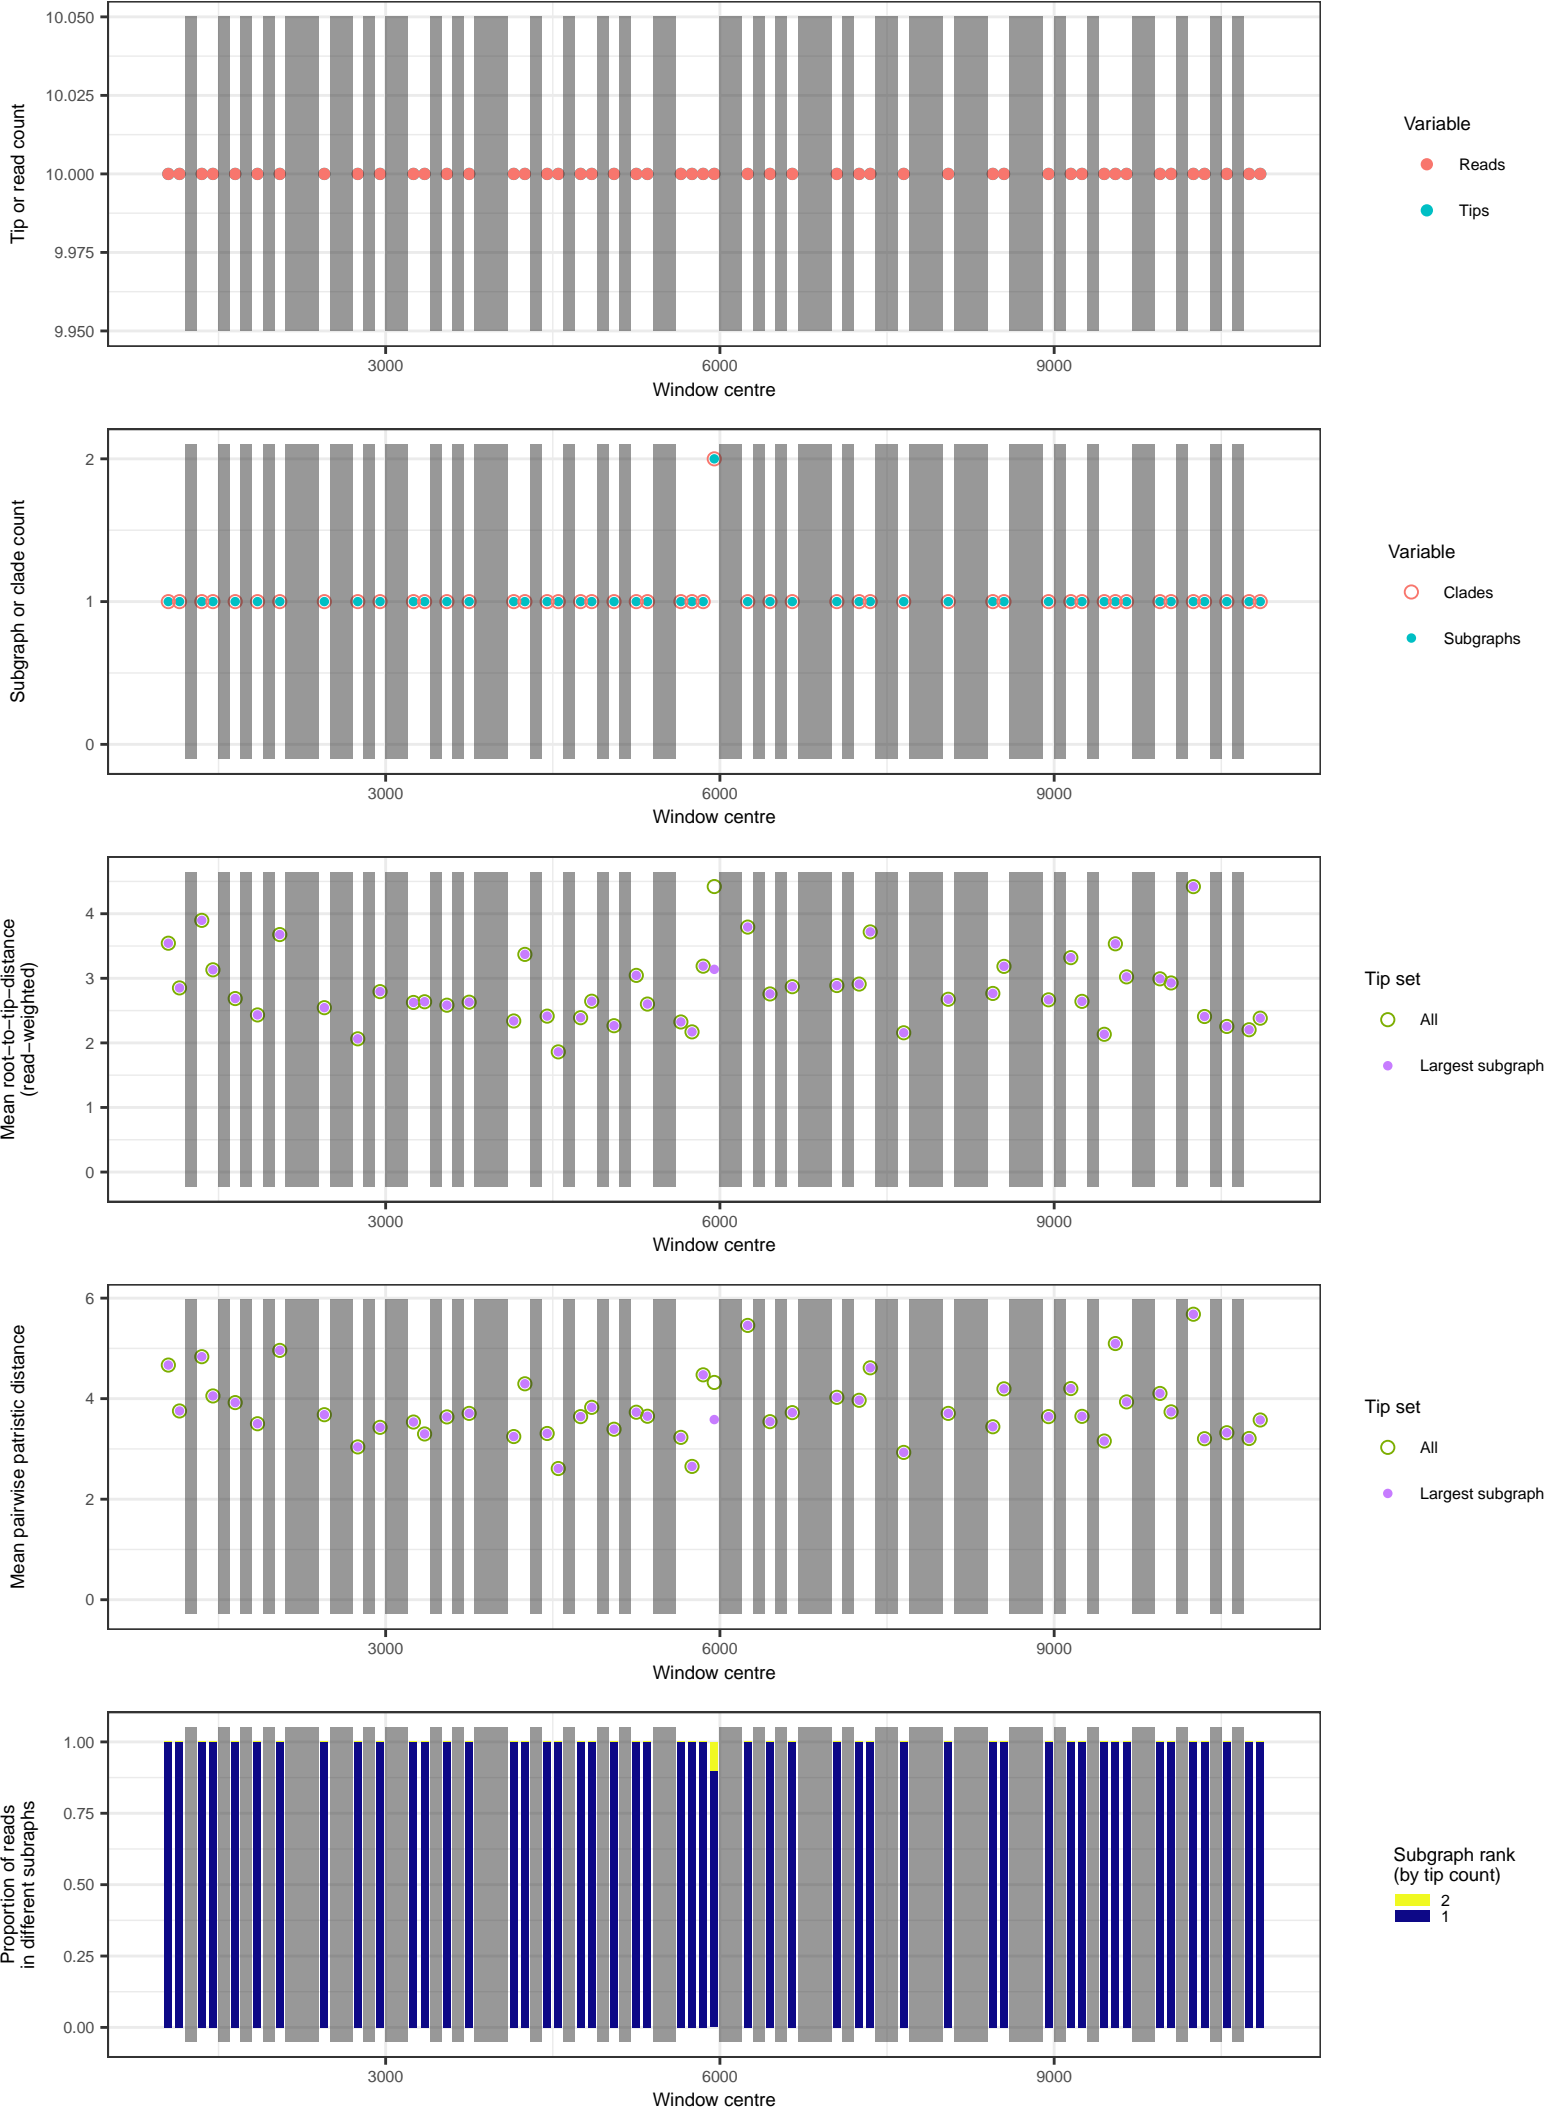 10.050
10.025
10.000
9.975
9.950
Tip or read count
3000
6000
9000
Window centre
Variable
Reads
Tips
2
1
0
Subgraph or clade count
3000
6000
9000
Window centre
Variable
Clades
Subgraphs
4
3
2
1
0
Mean root−to−tip−distance
(read−weighted)
3000
6000
9000
Window centre
Tip set
All
Largest subgraph
6
4
2
0
Mean pairwise patristic distance
3000
6000
9000
Window centre
Tip set
All
Largest subgraph
1.00
0.75
0.50
0.25
0.00
Proportion of reads
in different subraphs
3000
6000
9000
Window centre
Subgraph rank
(by tip count)
2
1